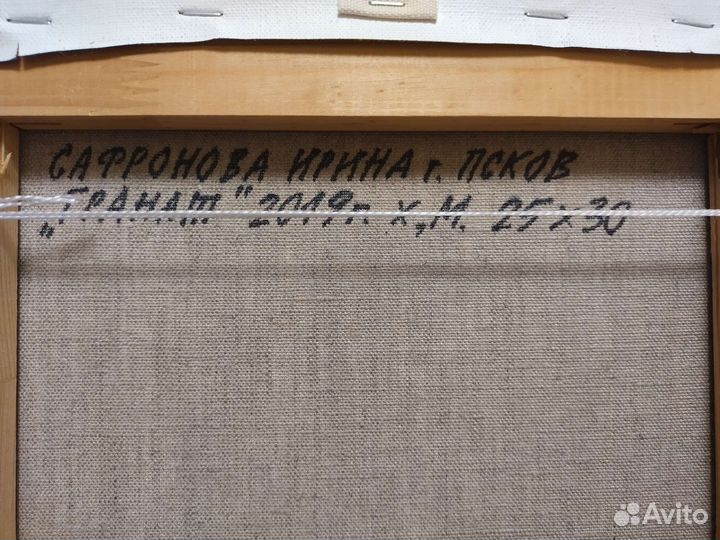 САФРОНОВА ИРИНА г. ПСКОВ
„ГРАНАТ" 2019г. Х,М. 25×30
Avito